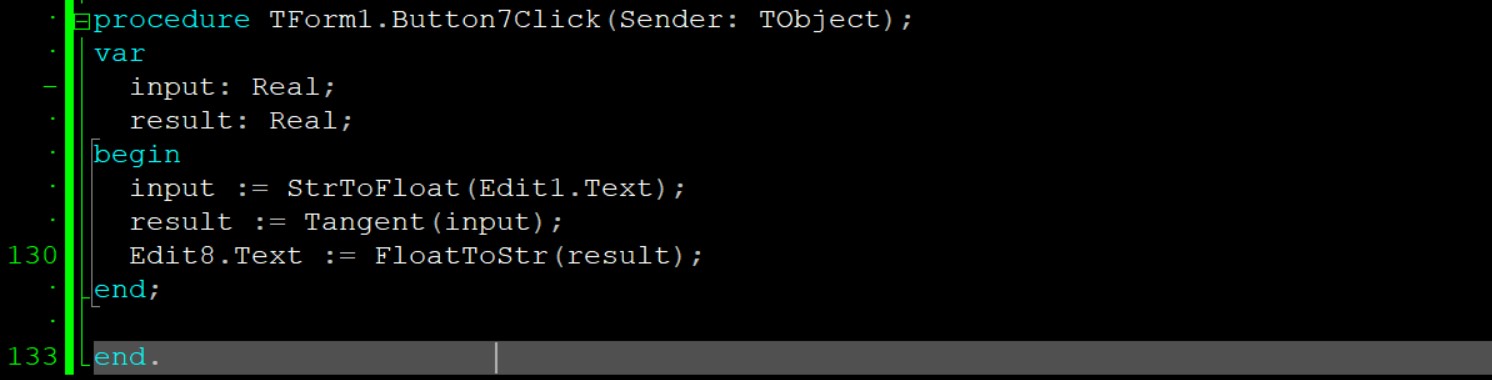 procedure TForm1.Button7Click(Sender: TObject);
var
  input: Real;
  result: Real;
begin
  input := StrToFloat(Edit1.Text);
  result := Tangent(input);
130   Edit8.Text := FloatToStr(result);
end;
133 end.